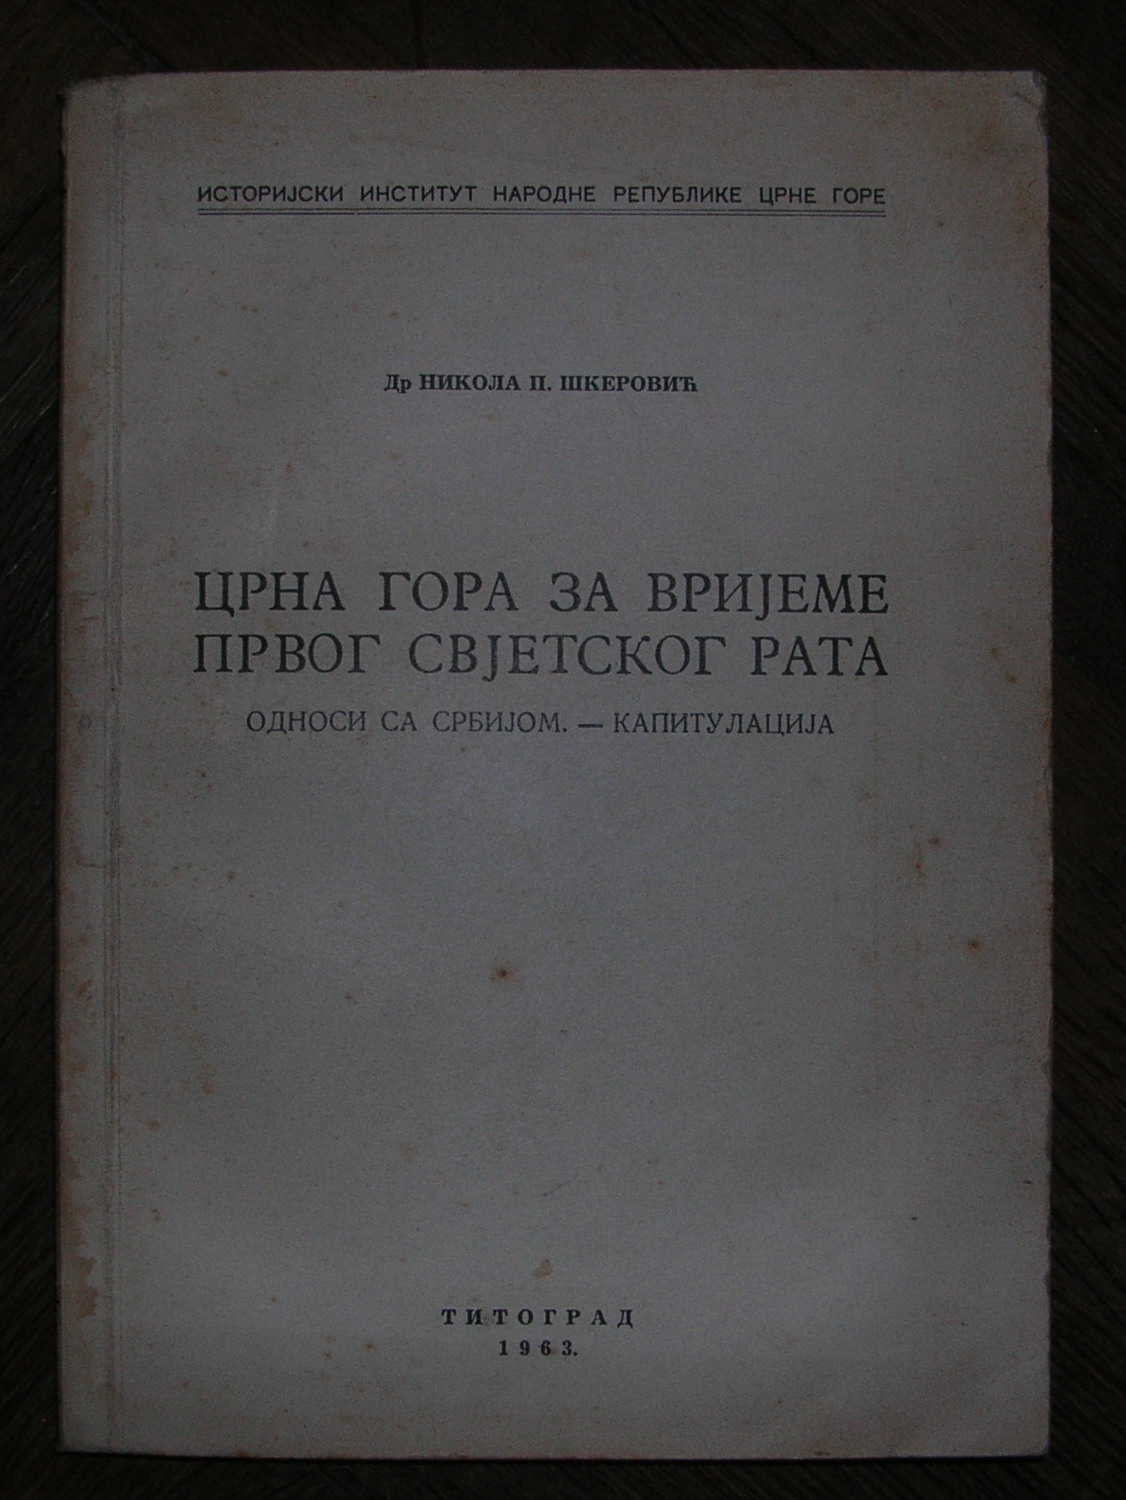 ИСТОРИЈСКИ ИНСТИТУТ НАРОДНЕ РЕПУБЛИКЕ ЦРНЕ ГОРЕ
Др НИКОЛА П. ШКЕРОВИЋ
ЦРНА ГОРА ЗА ВРИЈЕМЕ
ПРВОГ СВЈЕТСКОГ РАТА
ОДНОСИ СА СРБИЈОМ. — КАПИТУЛАЦИЈА
ТИТОГРАД
1963.